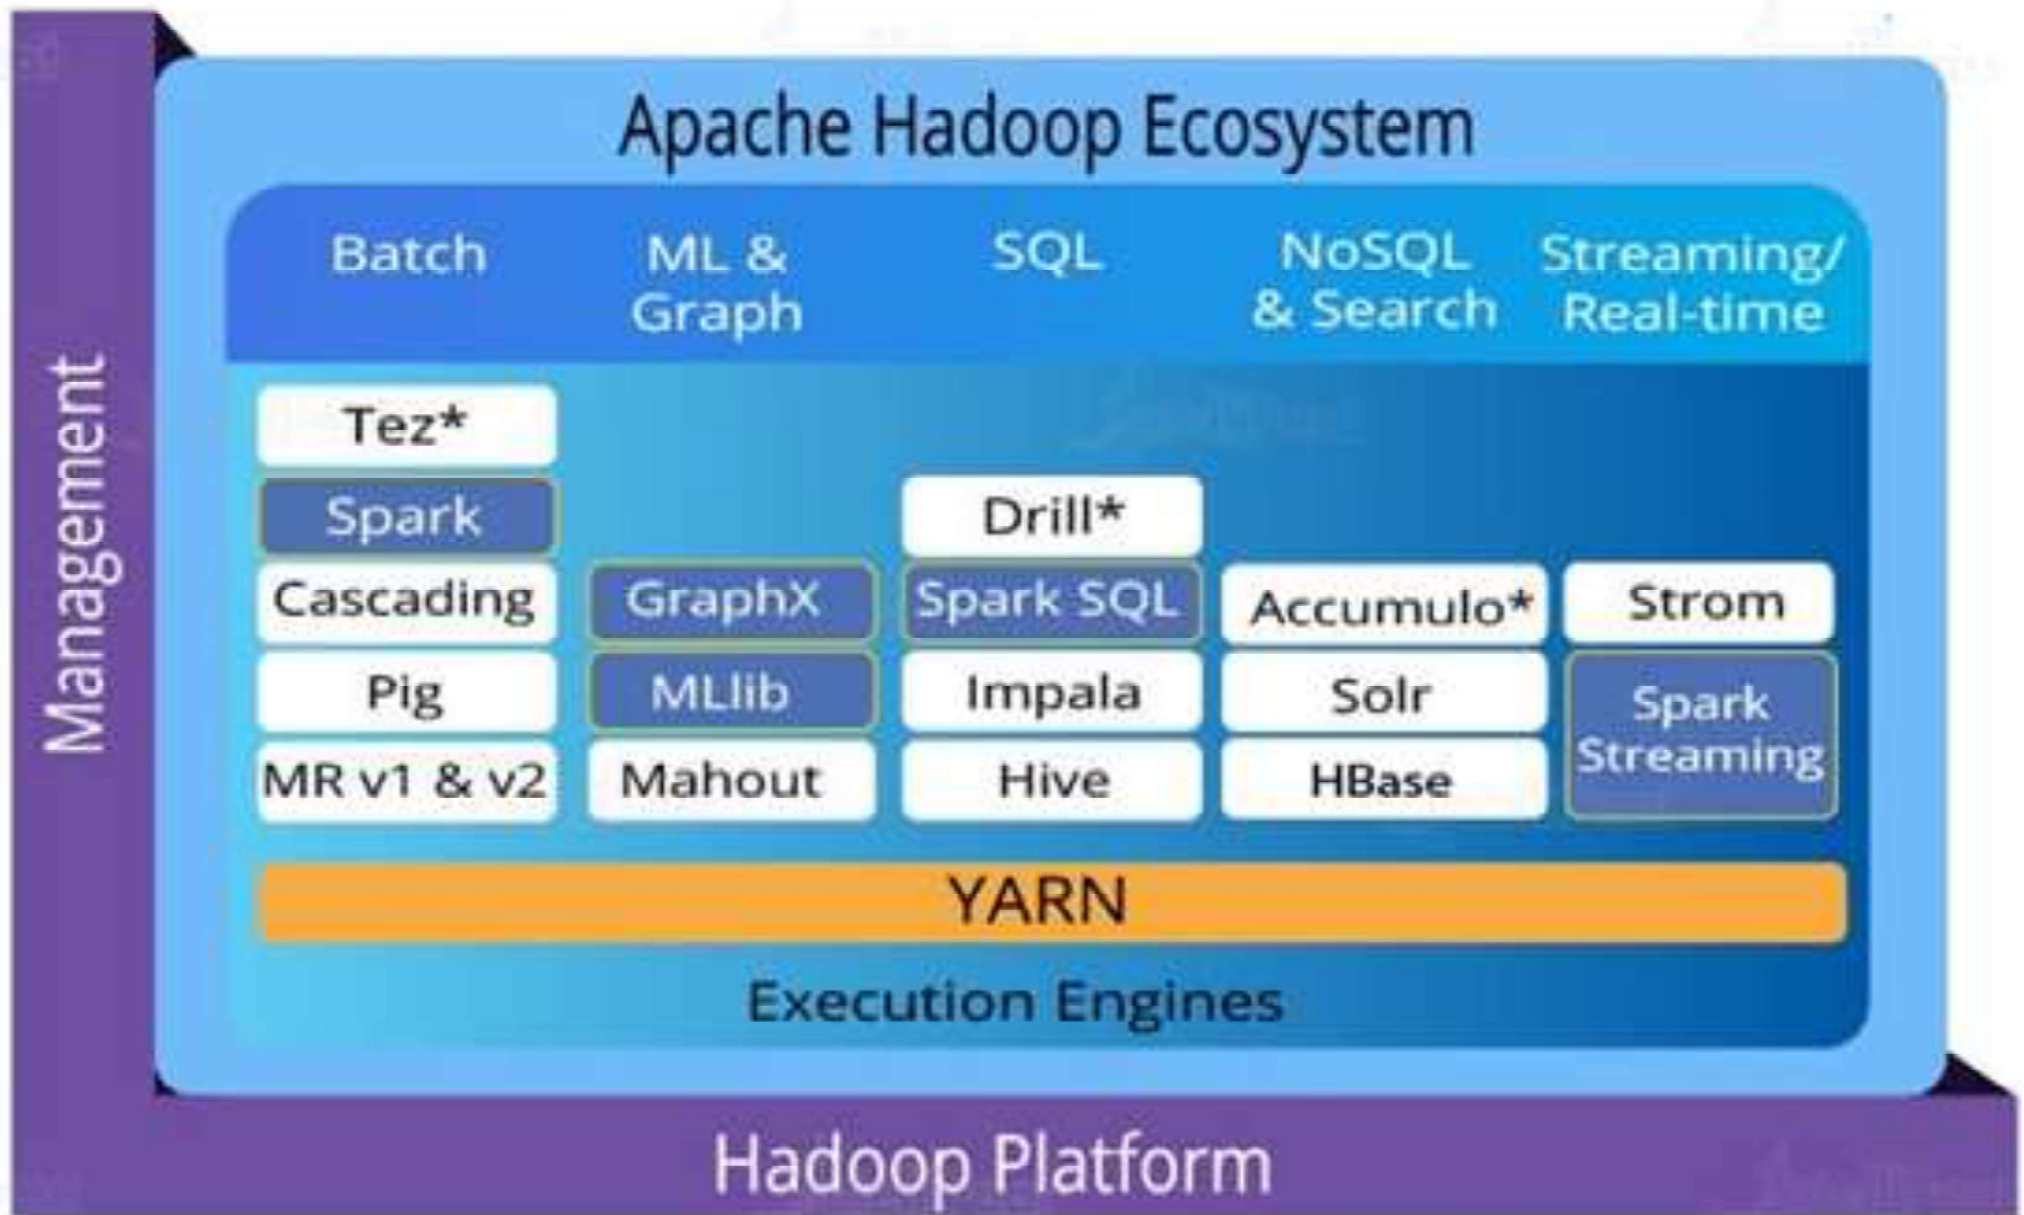 Apache Hadoop Ecosystem
Batch
ML &
Graph
SQL
NoSQL
& Search
Streaming/
Real-time
Tez*
Spark
Cascading
Pig
MR v1 & v2
GraphX
MLlib
Mahout
Drill*
Spark SQL
Impala
Hive
Accumulo*
Solr
HBase
Strom
Spark
Streaming
YARN
Execution Engines
Management
Hadoop Platform